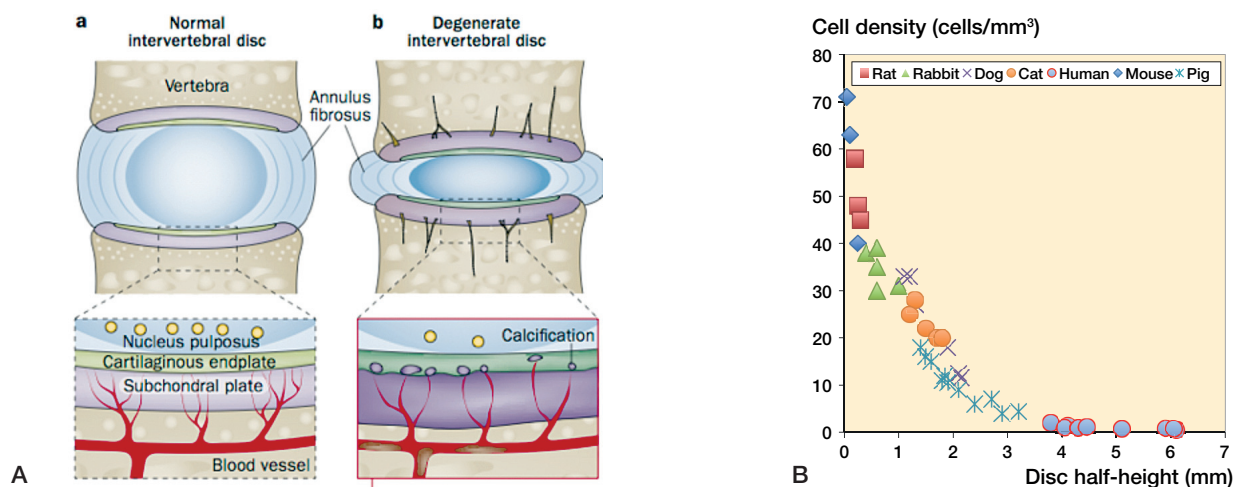 a
Normal
intervertebral disc
b
Degenerate
intervertebral disc
Vertebra
Annulus
fibrosus
Nucleus pulposus
Cartilaginous endplate
Subchondral plate
Blood vessel
Calcification
A
Cell density (cells/mm³)
80
70
60
50
40
30
20
10
0
Rat Rabbit Dog Cat Human Mouse Pig
0 1 2 3 4 5 6 7
Disc half-height (mm)
B